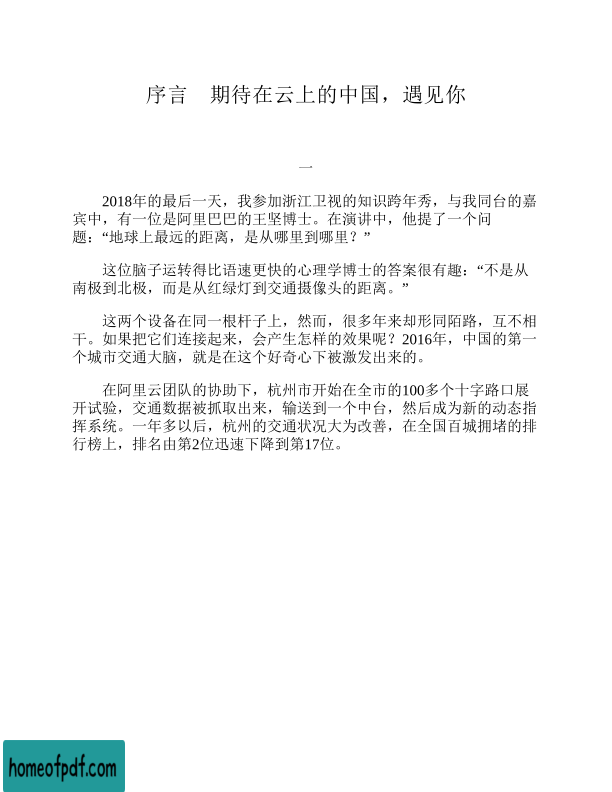 序言　期待在云上的中国，遇见你
一
2018年的最后一天，我参加浙江卫视的知识跨年秀，与我同台的嘉
宾中，有一位是阿里巴巴的王坚博士。在演讲中，他提了一个问
题：“地球上最远的距离，是从哪里到哪里？”
这位脑子运转得比语速更快的心理学博士的答案很有趣：“不是从
南极到北极，而是从红绿灯到交通摄像头的距离。”
这两个设备在同一根杆子上，然而，很多年来却形同陌路，互不相
干。如果把它们连接起来，会产生怎样的效果呢？2016年，中国的第一
个城市交通大脑，就是在这个好奇心下被激发出来的。
在阿里云团队的协助下，杭州市开始在全市的100多个十字路口展
开试验，交通数据被抓取出来，输送到一个中台，然后成为新的动态指
挥系统。一年多以后，杭州的交通状况大为改善，在全国百城拥堵的排
行榜上，排名由第2位迅速下降到第17位。
homeofpdf.com